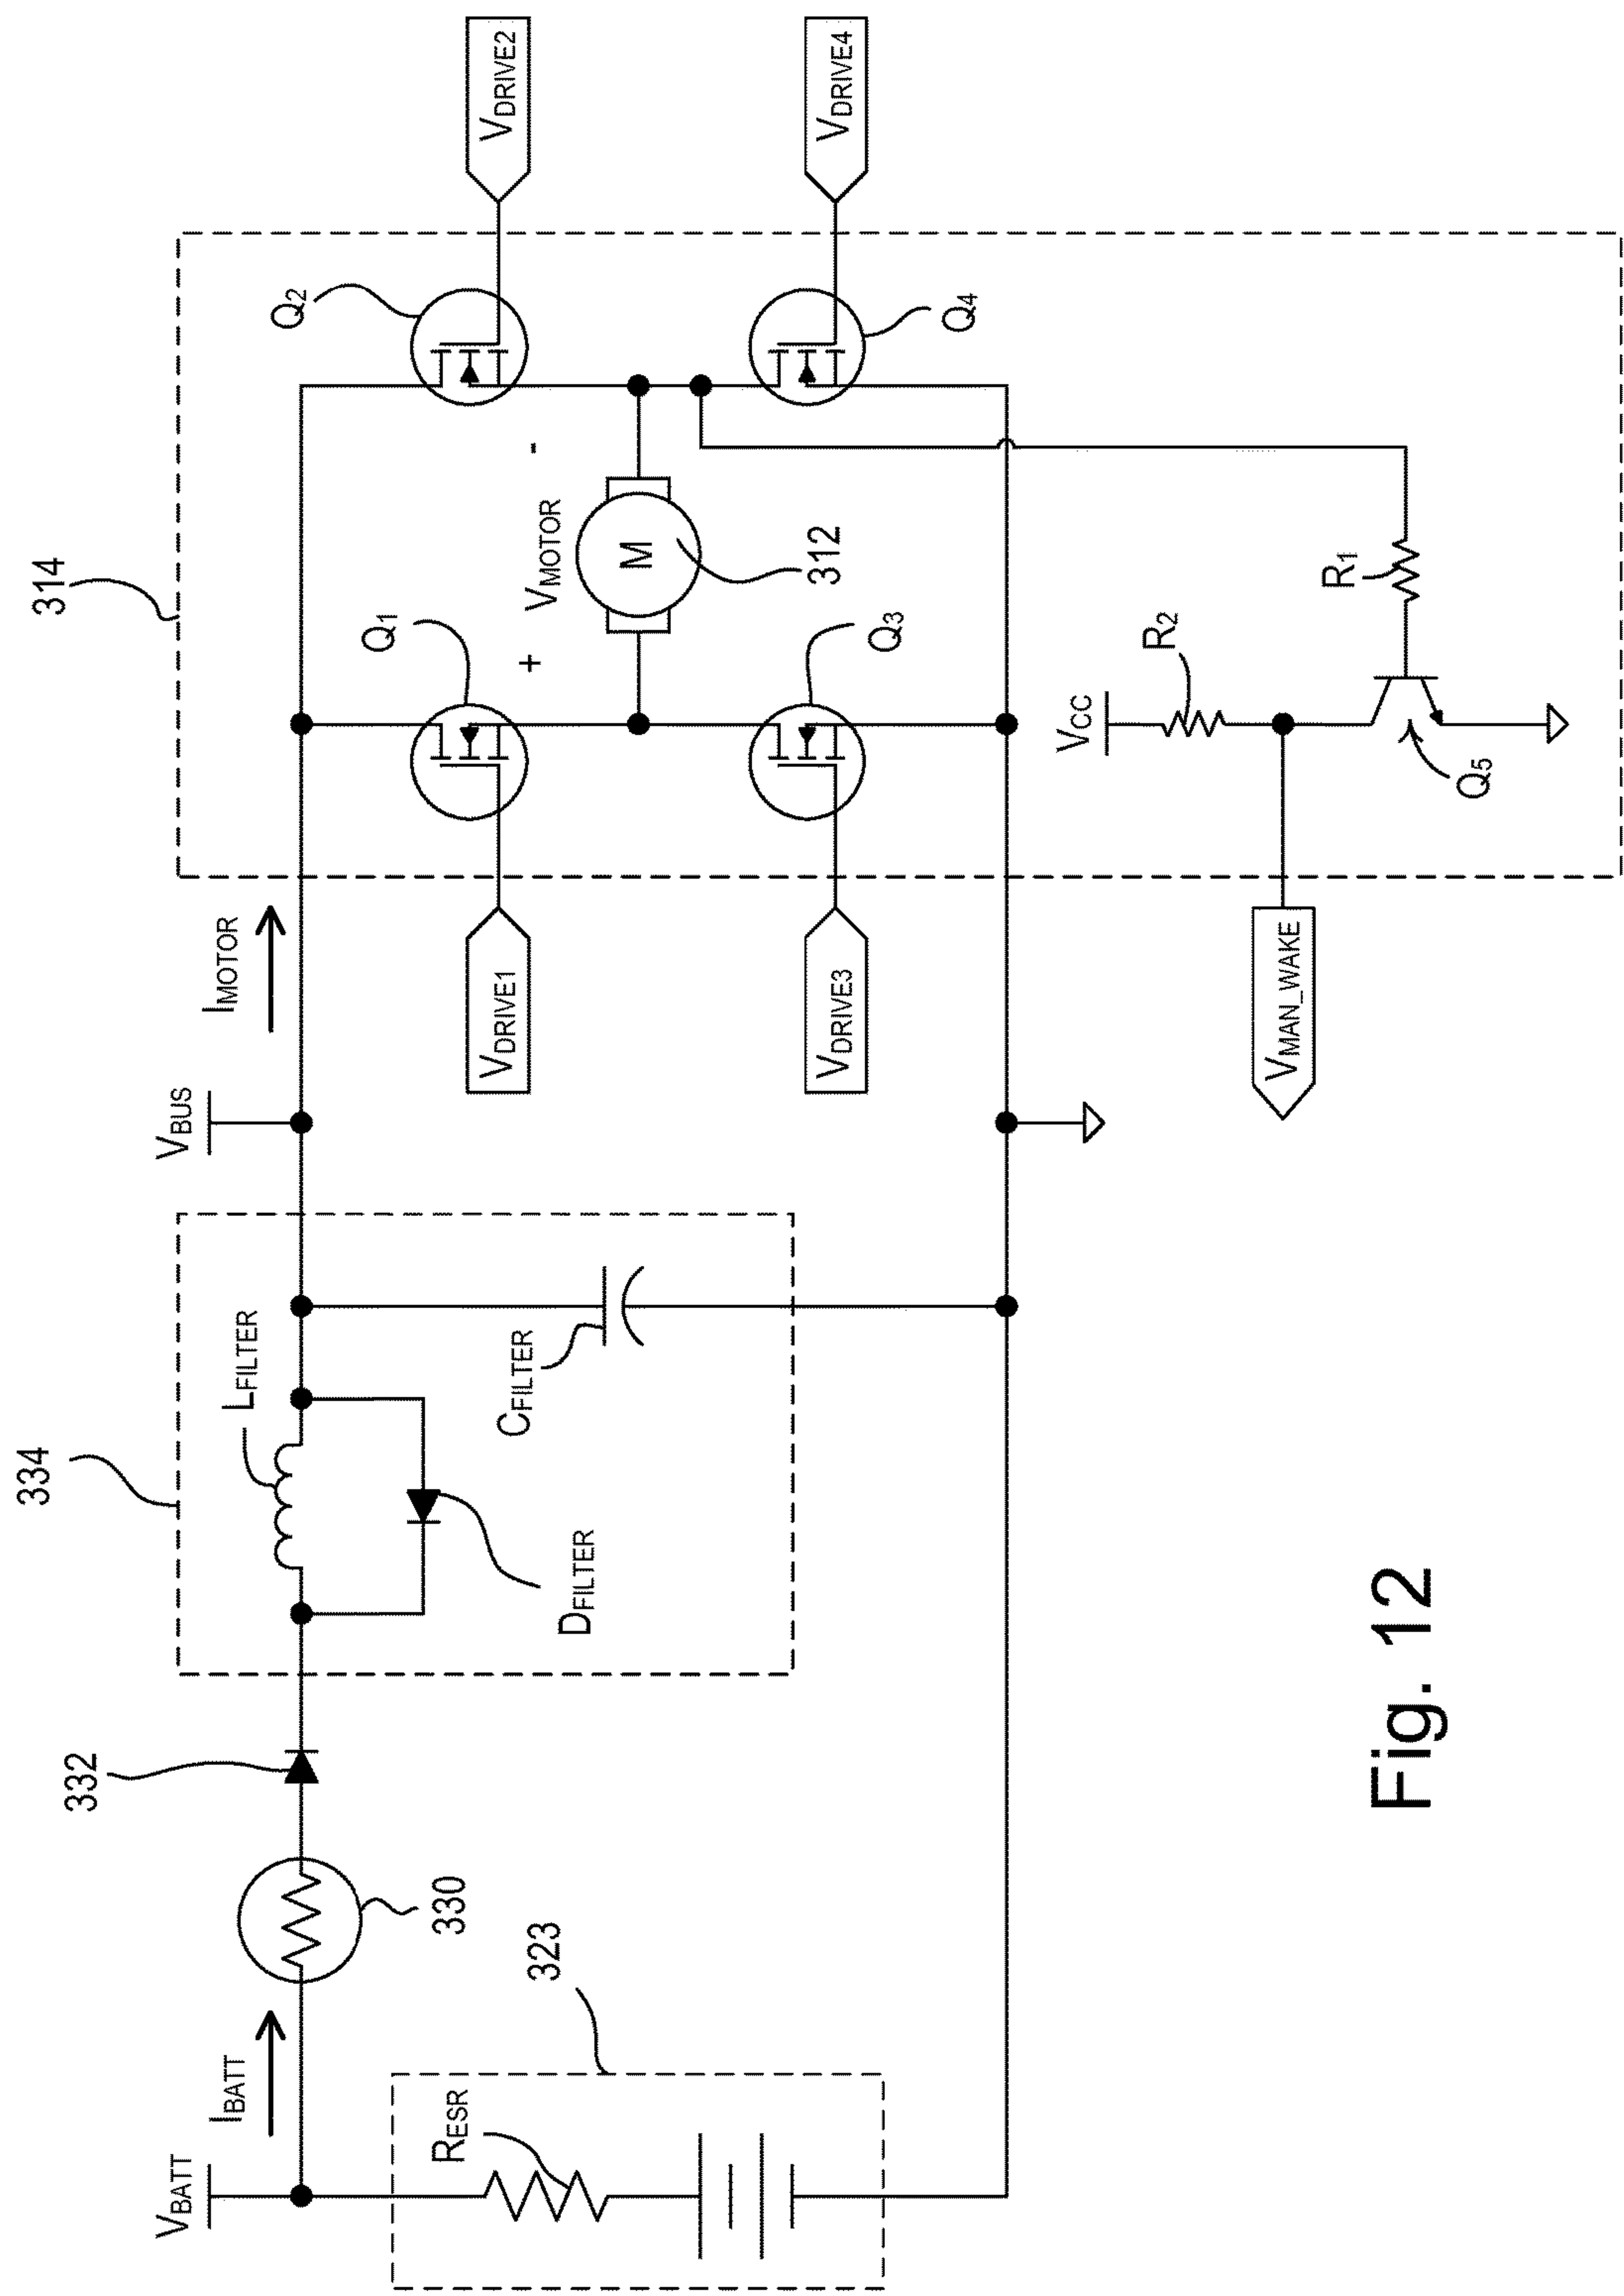 314
334
332
330
323
VBATT
IBATT
RESR
LFILTER
DFILTER
CFILTER
VBUS
IMOTOR
VDRIVE1
VDRIVE3
Q1
Q3
+
VMOTOR
-
M
312
Q2
Q4
VDRIVE2
VDRIVE4
VCC
R2
R1
Q5
VMAN_WAKE
Fig. 12